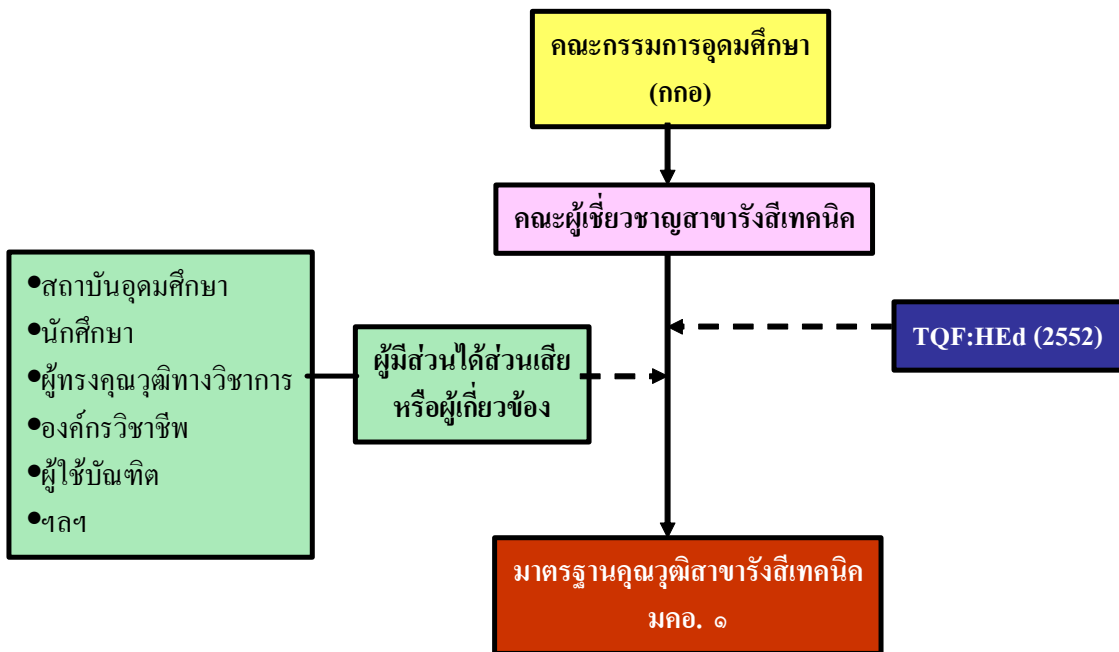 คณะกรรมการอุดมศึกษา
(กกอ)
คณะผู้เชี่ยวชาญสาขารังสีเทคนิค
•สถาบันอุดมศึกษา
•นักศึกษา
•ผู้ทรงคุณวุฒิทางวิชาการ
•องค์กรวิชาชีพ
•ผู้ใช้บัณฑิต
•ฯลฯ
ผู้มีส่วนได้ส่วนเสีย
หรือผู้เกี่ยวข้อง
TQF:HEd (2552)
มาตรฐานคุณวุฒิสาขารังสีเทคนิค
มคอ. ๑